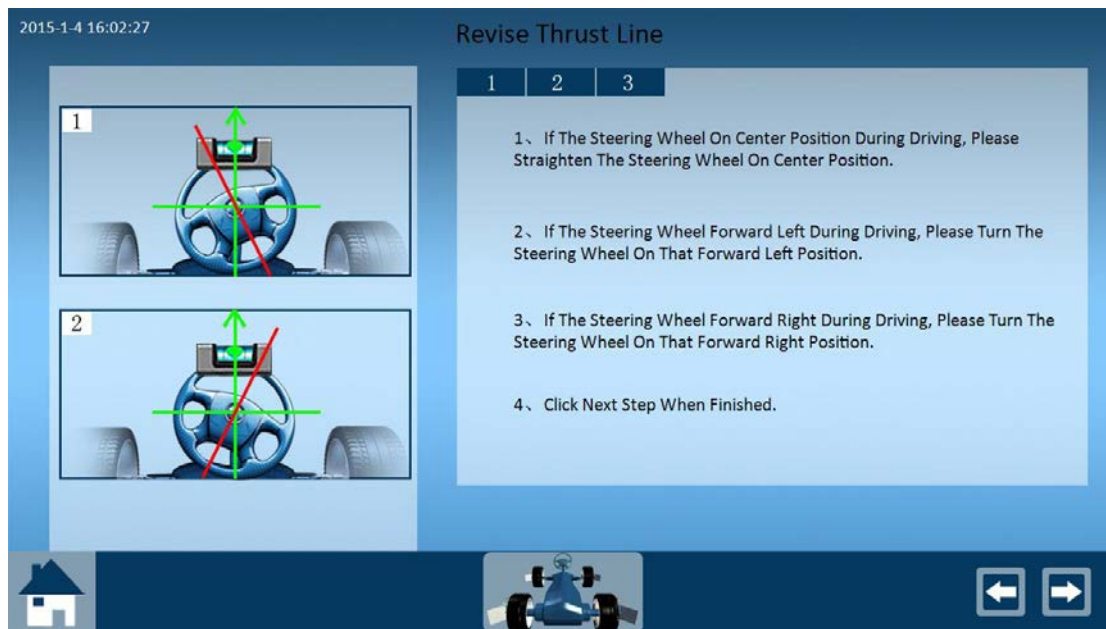 2015-1-4 16:02:27
Revise Thrust Line
1 2 3
1
1、If The Steering Wheel On Center Position During Driving, Please
Straighten The Steering Wheel On Center Position.
2、If The Steering Wheel Forward Left During Driving, Please Turn The
Steering Wheel On That Forward Left Position.
2
3、If The Steering Wheel Forward Right During Driving, Please Turn The
Steering Wheel On That Forward Right Position.
4、Click Next Step When Finished.